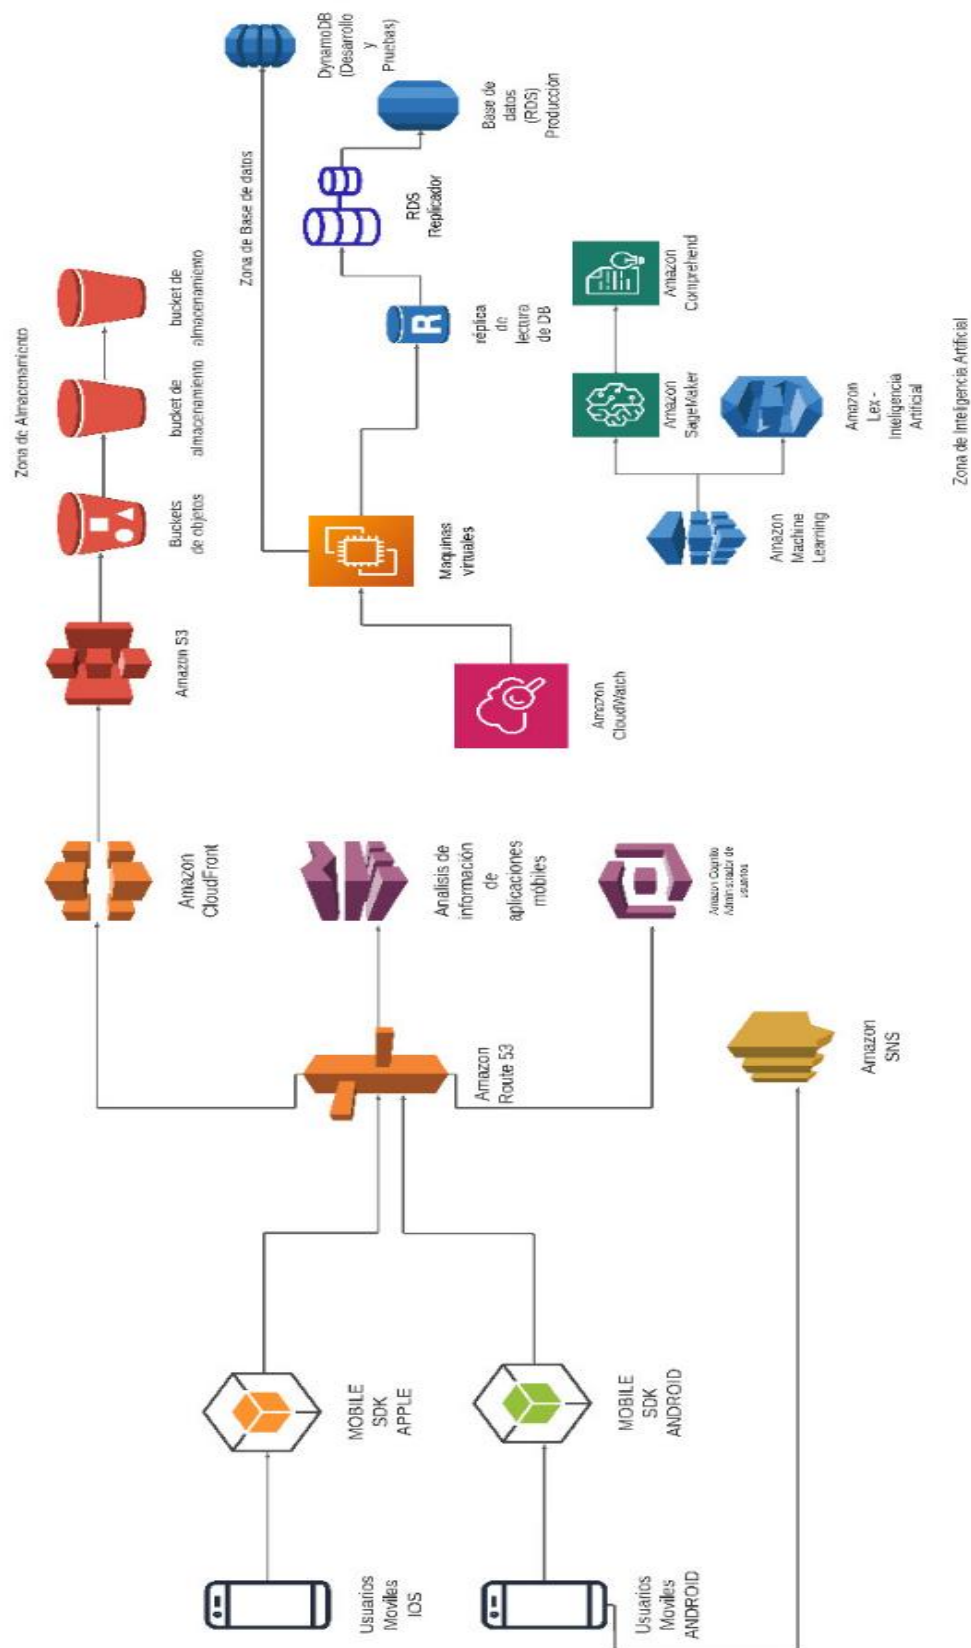 Zona de Almacenamiento
Amazon S3
Buckets
de objetos
bucket de
almacenamiento
bucket de
almacenamiento
Amazon
CloudFront
Zona de Base de datos
DynamoDB
(Desarrollo
y
Pruebas)
Base de
datos
(RDS)
Producción
RDS
Replicador
R
réplica
de
lectura
de DB
Maquinas
virtuales
Amazon
CloudWatch
Analisis de
información
de
aplicaciones
mobiles
Amazon
Route 53
Amazon Cognito
Administrador de
usuarios
Amazon
SNS
MOBILE
SDK
APPLE
MOBILE
SDK
ANDROID
Usuarios
Moviles
IOS
Usuarios
Moviles
ANDROID
Amazon
Comprehend
Amazon
SageMaker
Amazon
Lex -
Inteligencia
Artificial
Amazon
Machine
Learning
Zona de Inteligencia Artificial